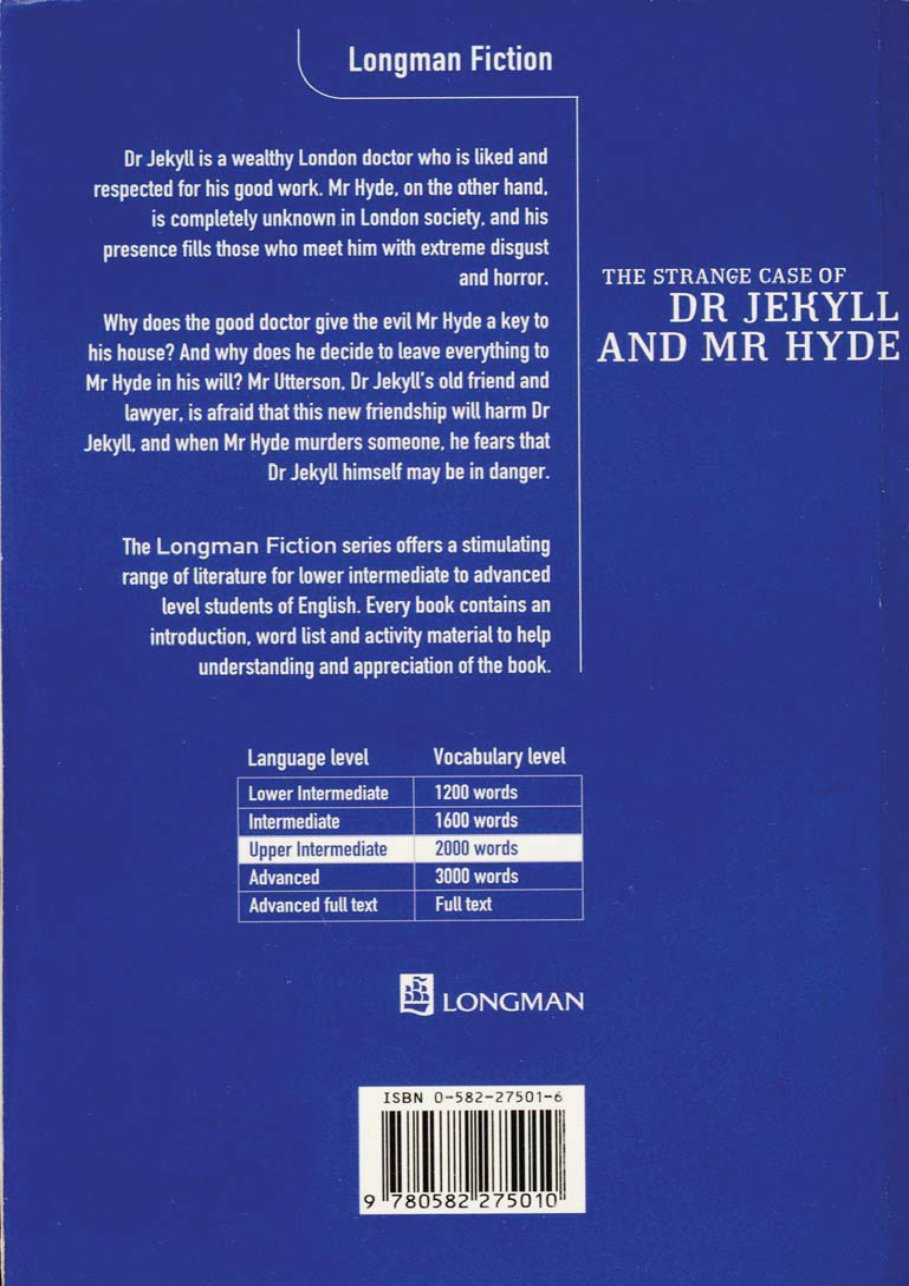 Longman Fiction
Dr Jekyll is a wealthy London doctor who is liked and
respected for his good work. Mr Hyde, on the other hand,
is completely unknown in London society, and his
presence fills those who meet him with extreme disgust
and horror.
Why does the good doctor give the evil Mr Hyde a key to
his house? And why does he decide to leave everything to
Mr Hyde in his will? Mr Utterson, Dr Jekyll's old friend and
lawyer, is afraid that this new friendship will harm Dr
Jekyll, and when Mr Hyde murders someone, he fears that
Dr Jekyll himself may be in danger.
The Longman Fiction series offers a stimulating
range of literature for lower intermediate to advanced
level students of English. Every book contains an
introduction, word list and activity material to help
understanding and appreciation of the book.
THE STRANGE CASE OF
DR JEKYLL
AND MR HYDE
Language level Vocabulary level
Lower Intermediate 1200 words
Intermediate 1600 words
Upper Intermediate 2000 words
Advanced 3000 words
Advanced full text Full text
LONGMAN
ISBN 0-582-27501-6
9 780582 275010